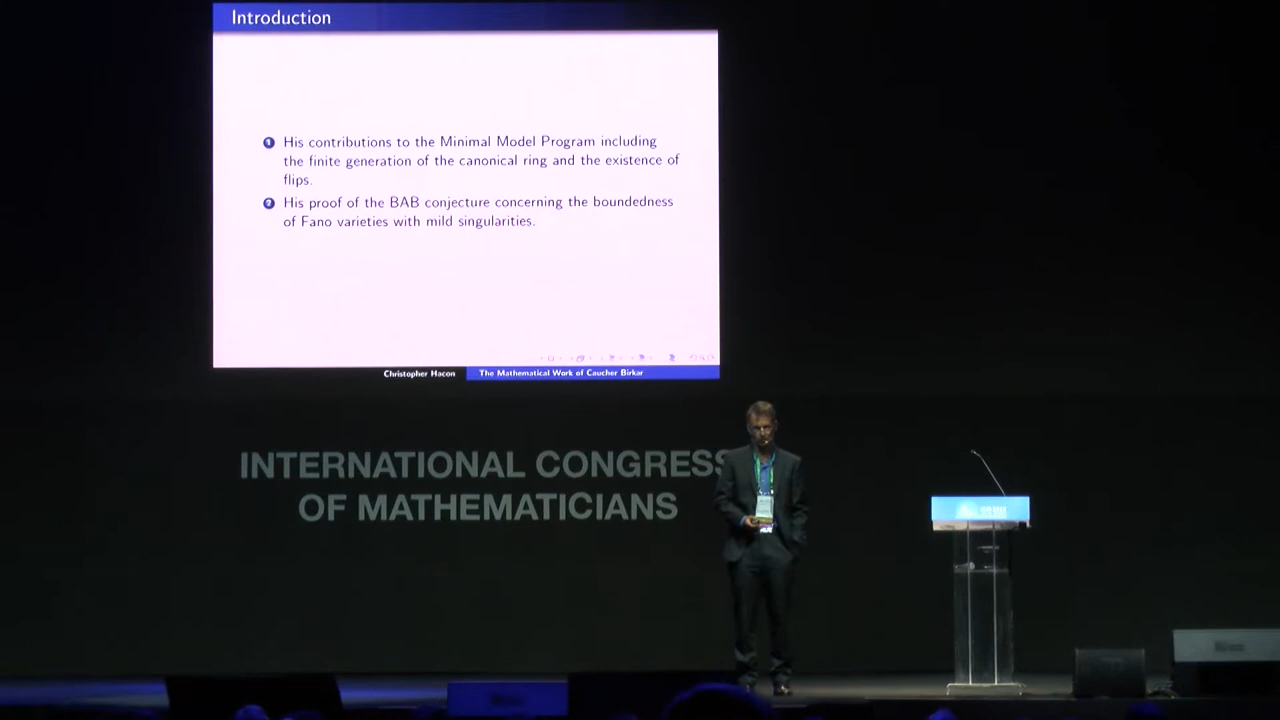 Introduction
1 His contributions to the Minimal Model Program including
the finite generation of the canonical ring and the existence of
flips.
2 His proof of the BAB conjecture concerning the boundedness
of Fano varieties with mild singularities.
Christopher Hacon The Mathematical Work of Caucher Birkar
INTERNATIONAL CONGRESS
OF MATHEMATICIANS